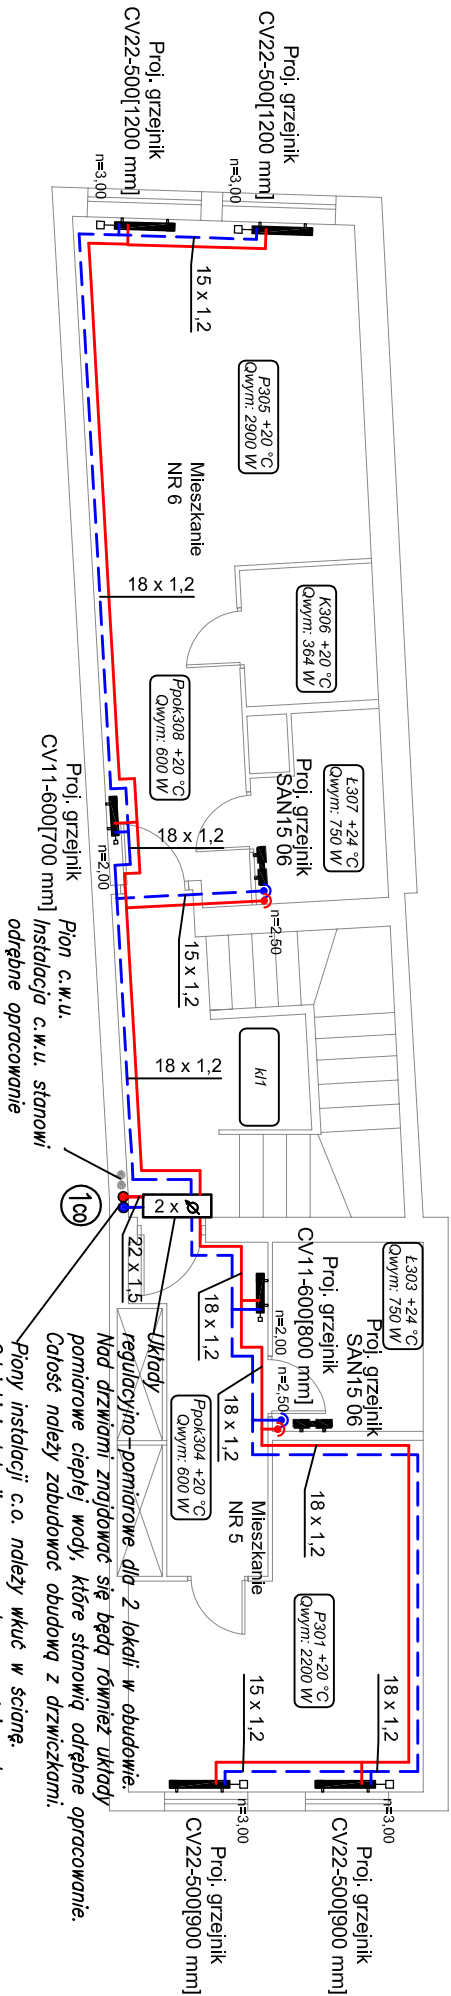 Proj. grzejnik
CV22-500[1200 mm]
n=3,00
Proj. grzejnik
CV22-500[1200 mm]
n=3,00
15 x 1,2
P305 +20 °C
Qwym: 2900 W
Mieszkanie
NR 6
18 x 1,2
K306 +20 °C
Qwym: 364 W
Ppok308 +20 °C
Qwym: 600 W
Ł307 +24 °C
Qwym: 750 W
Proj. grzejnik
SAN15 06
n=2,50
Proj. grzejnik
CV11-600[700 mm]
n=2,00
18 x 1,2
15 x 1,2
18 x 1,2
kl1
Pion c.w.u.
Instalacja c.w.u. stanowi
odrębne opracowanie
1co
2 x
22 x 1,5
Ł303 +24 °C
Qwym: 750 W
Proj. grzejnik
SAN15 06
n=2,50
Proj. grzejnik
CV11-600[800 mm]
n=2,00
18 x 1,2
18 x 1,2
18 x 1,2
Ppok304 +20 °C
Qwym: 600 W
Mieszkanie
NR 5
P301 +20 °C
Qwym: 2200 W
15 x 1,2
18 x 1,2
n=3,00
Proj. grzejnik
CV22-500[900 mm]
n=3,00
Proj. grzejnik
CV22-500[900 mm]
Układy
regulacyjno-pomiarowe dla 2 lokali w obudowie.
Nad drzwiami znajdować się będą również układy
pomiarowe ciepłej wody, które stanowią odrębne opracowanie.
Całość należy zabudować obudową z drzwiczkami.
Piony instalacji c.o. należy wkuć w ścianę.